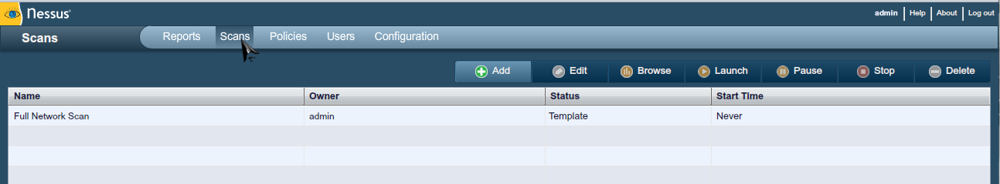 nessus
admin Help About Log out
Scans Reports Scans Policies Users Configuration
Add Edit Browse Launch Pause Stop Delete
Name Owner Status Start Time
Full Network Scan admin Template Never